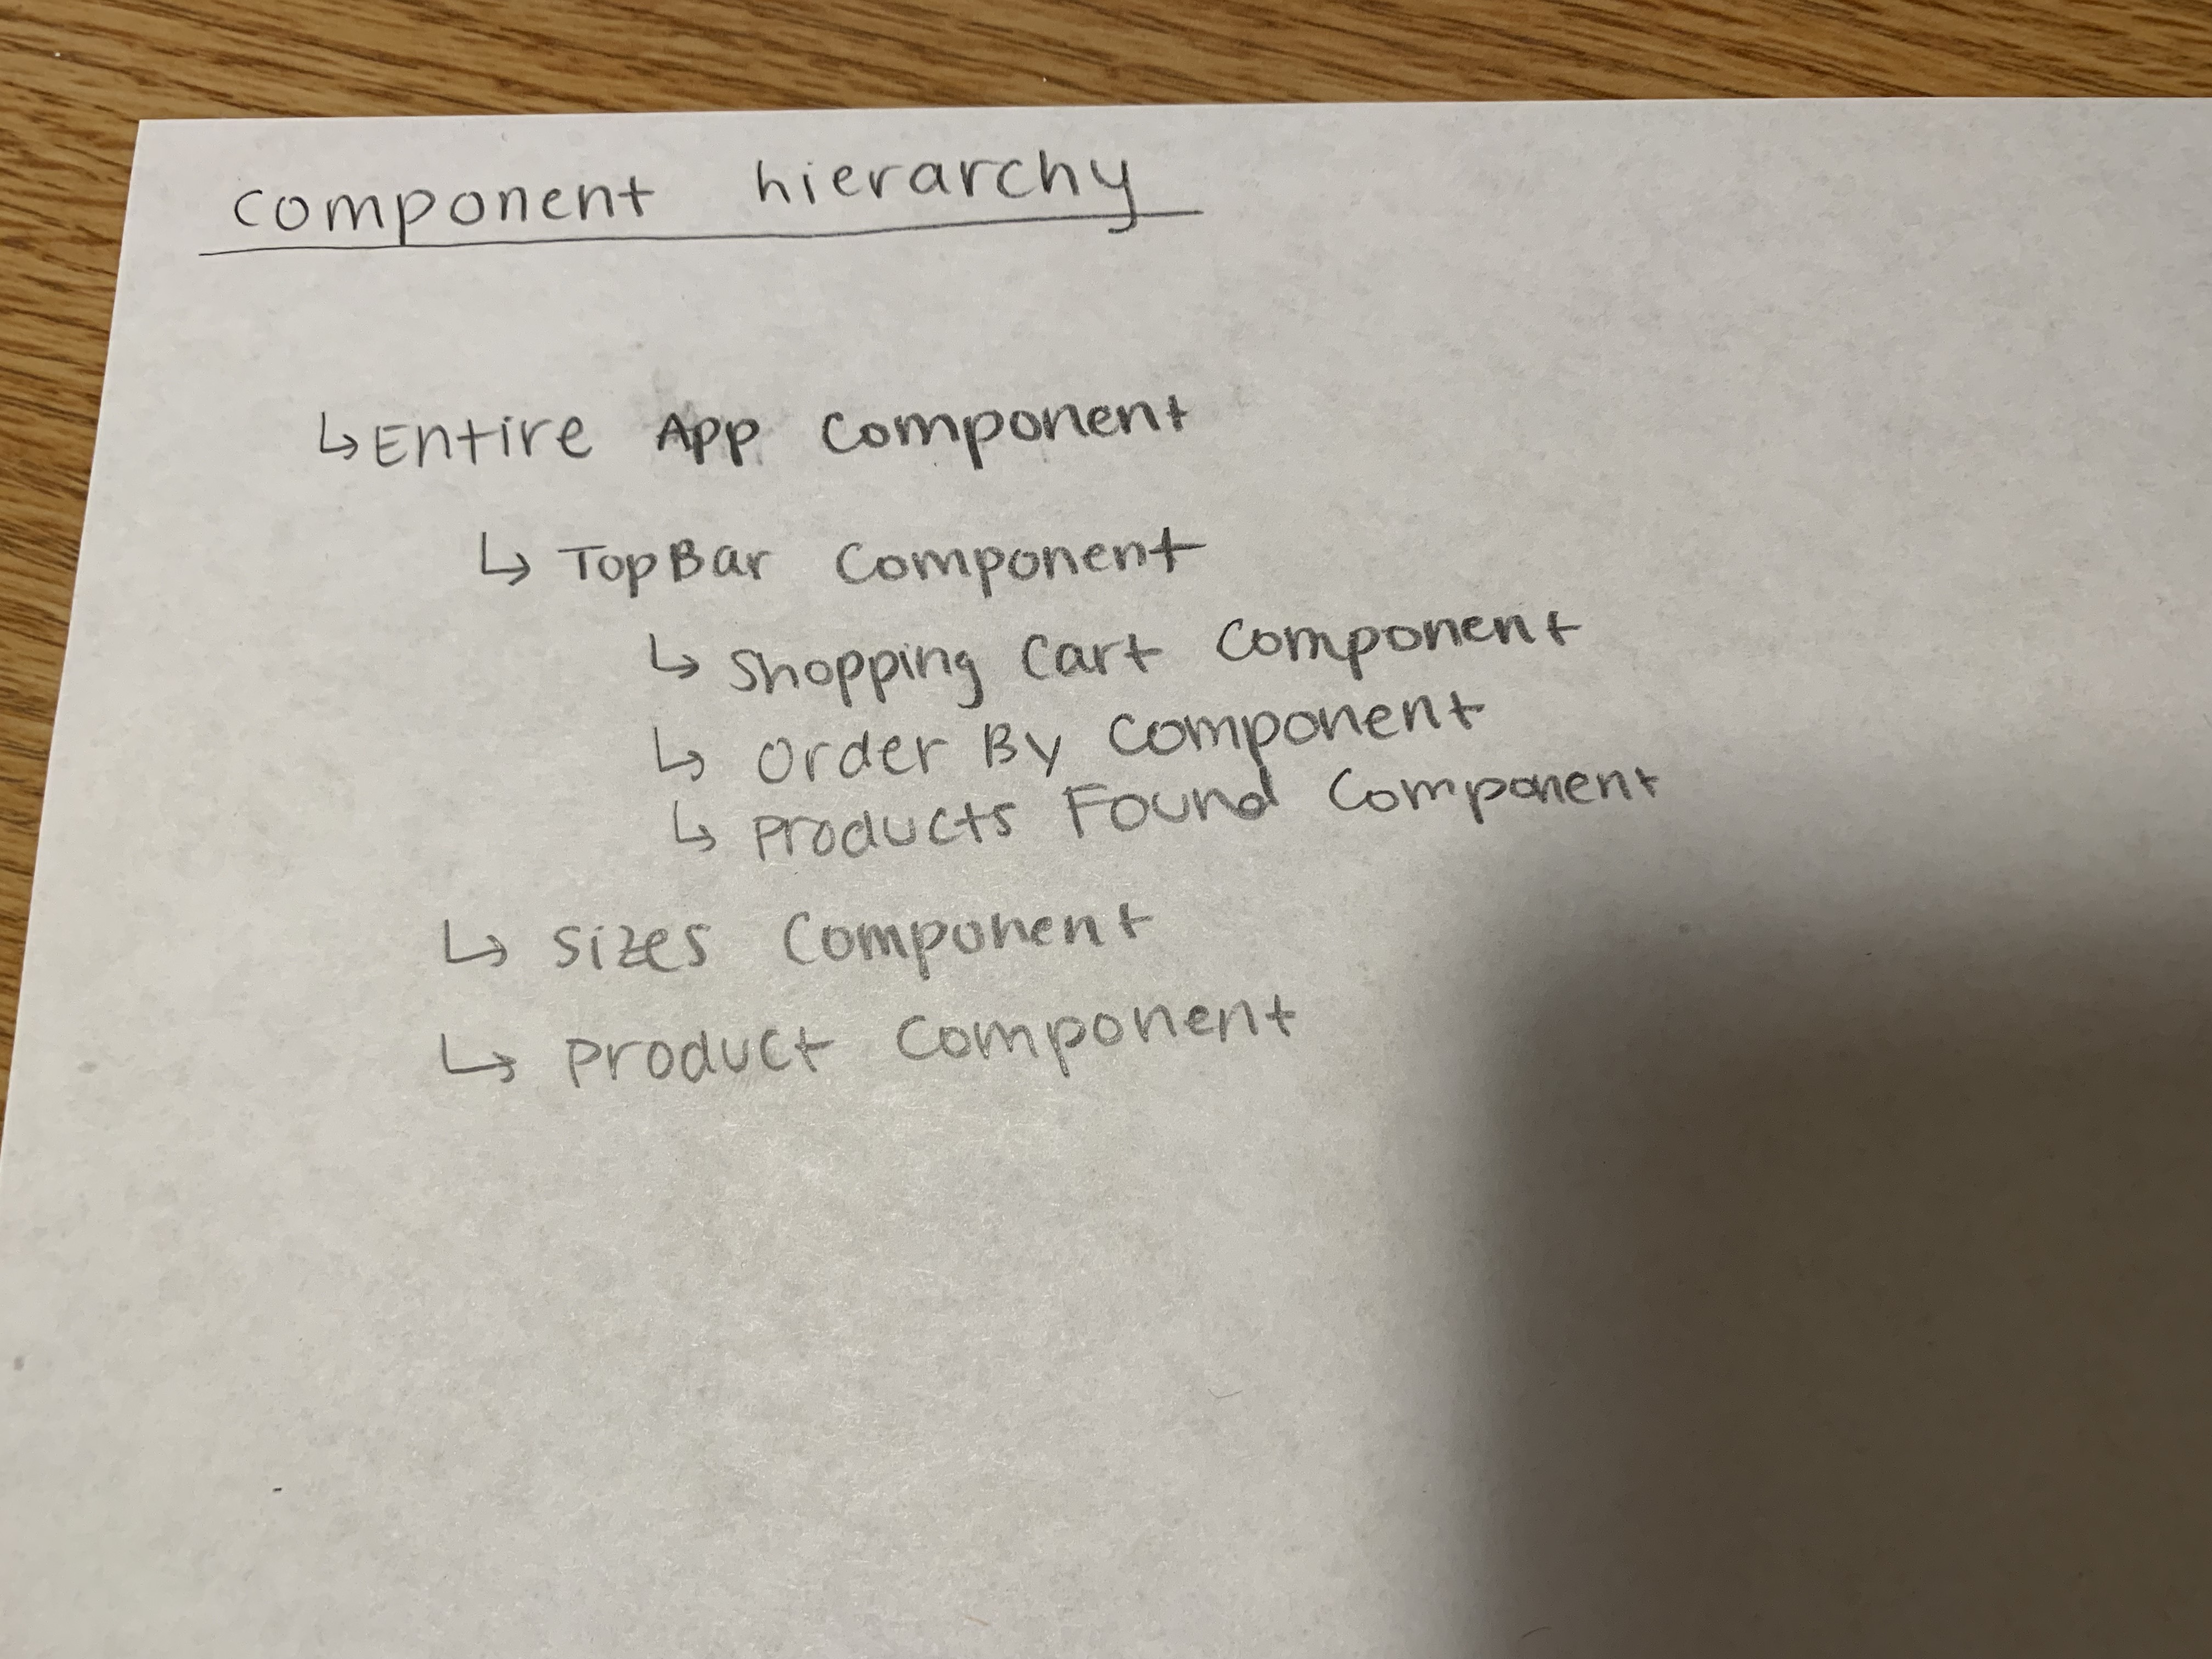 component hierarchy
↳ Entire App Component
↳ TopBar Component
↳ Shopping Cart Component
↳ Order By Component
↳ Products Found Component
↳ Sizes Component
↳ Product Component